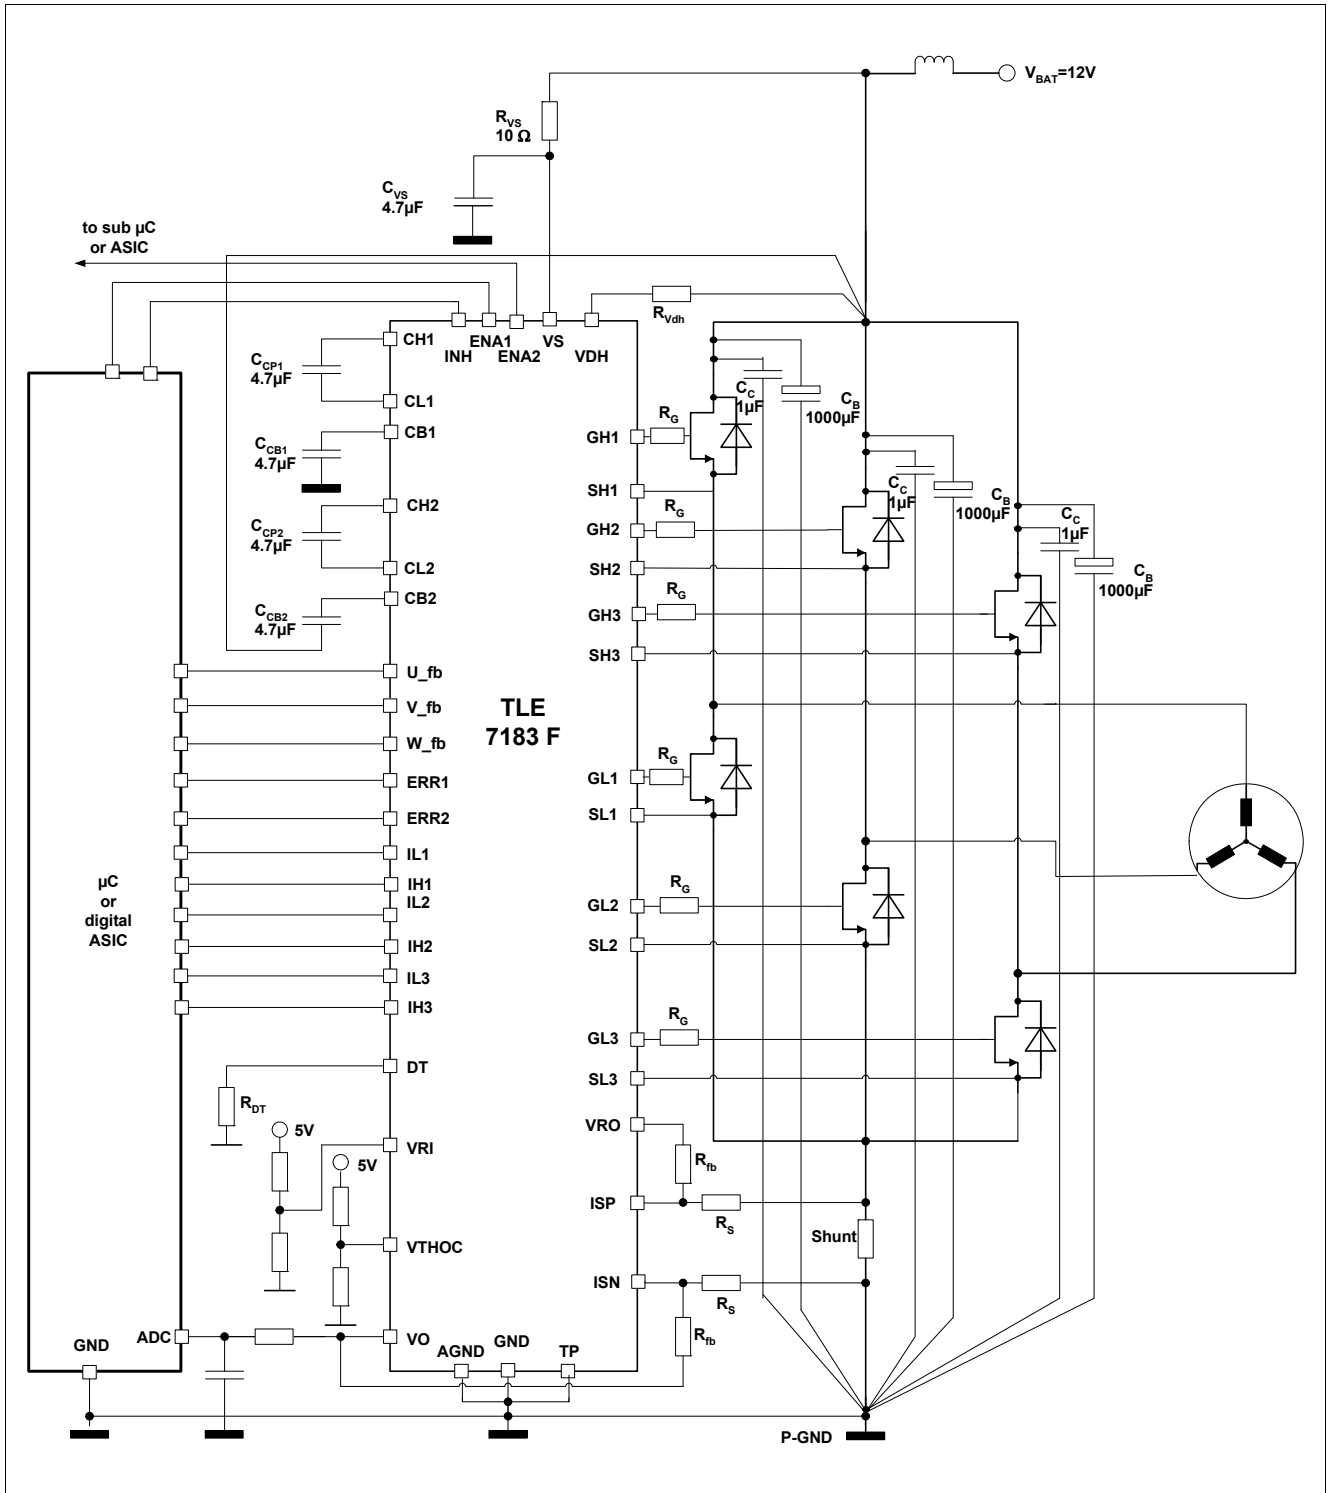 V_BAT=12V
R_VS
10 Ω
C_VS
4.7µF
to sub µC
or ASIC
R_Vdh
INH
ENA1
ENA2
VS
VDH
CH1
C_CP1
4.7µF
CL1
CB1
C_CB1
4.7µF
CH2
C_CP2
4.7µF
CL2
CB2
C_CB2
4.7µF
U_fb
V_fb
W_fb
ERR1
ERR2
IL1
IH1
IL2
IH2
IL3
IH3
DT
R_DT
5V
VRI
5V
VTHOC
VO
ADC
GND
µC
or
digital
ASIC
TLE
7183 F
AGND
GND
TP
GH1
R_G
SH1
GH2
R_G
SH2
GH3
R_G
SH3
GL1
R_G
SL1
GL2
R_G
SL2
GL3
R_G
SL3
VRO
R_fb
ISP
R_S
Shunt
ISN
R_S
R_fb
C_C
1µF
C_B
1000µF
C_C
1µF
C_B
1000µF
C_C
1µF
C_B
1000µF
P-GND